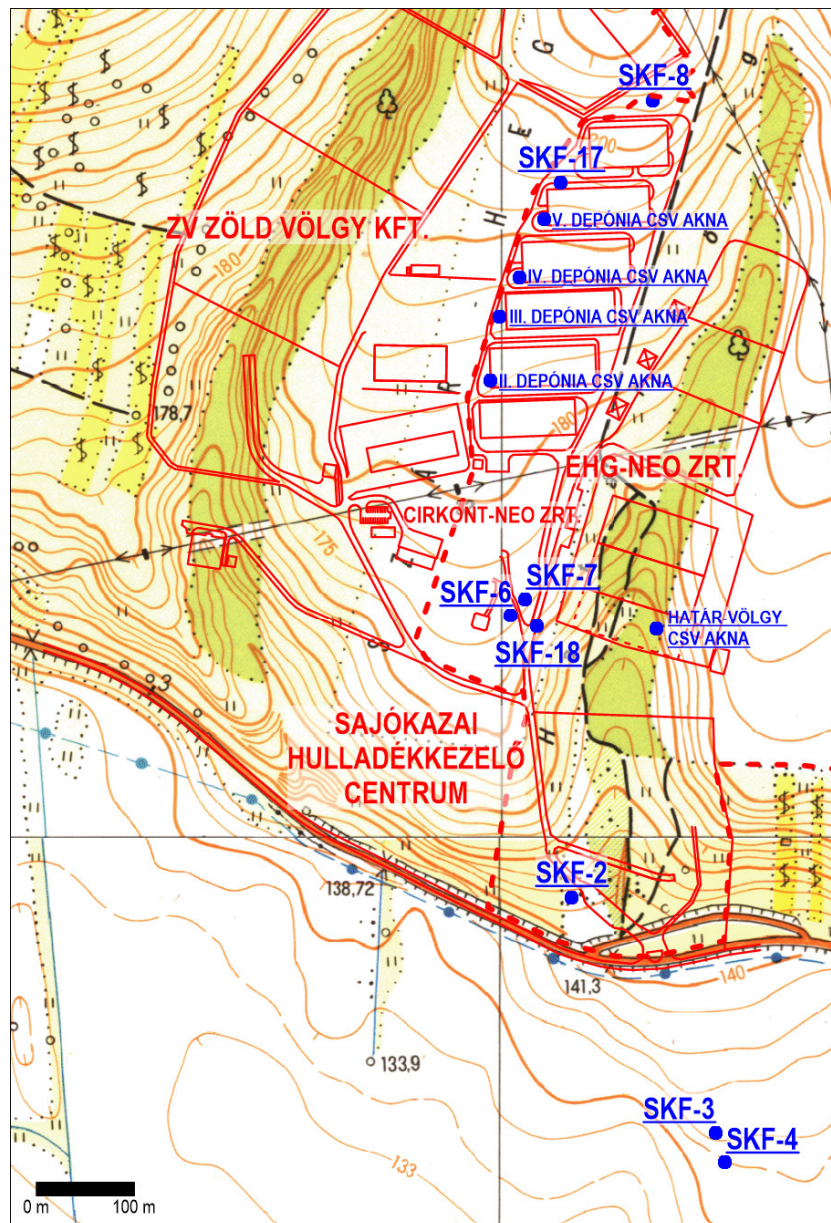 G
SKF-8
E
200
SKF-17
H
V. DEPÓNIA CSV AKNA
ZV ZÖLD VÖLGY KFT.
180
IV. DEPÓNIA CSV AKNA
III. DEPÓNIA CSV AKNA
II. DEPÓNIA CSV AKNA
R
178,7
180
Á
EHG-NEO ZRT.
CIRKONT-NEO ZRT.
175
Z
SKF-7
SKF-6
HATÁR-VÖLGY
CSV AKNA
SKF-18
S
3
SAJÓKAZAI
HULLADÉKKEZELŐ
CENTRUM
H
SKF-2
138,72
140
141,3
133,9
SKF-3
SKF-4
133
0 m
100 m